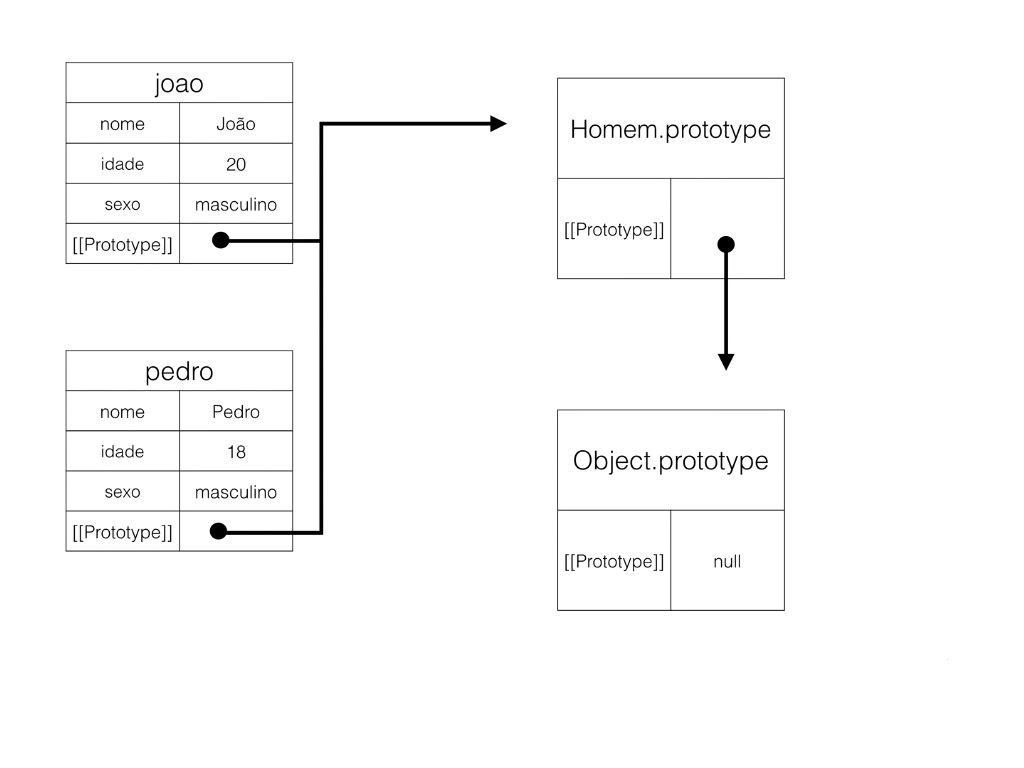 joao
nome João
idade 20
sexo masculino
[[Prototype]]
pedro
nome Pedro
idade 18
sexo masculino
[[Prototype]]
Homem.prototype
[[Prototype]]
Object.prototype
[[Prototype]] null